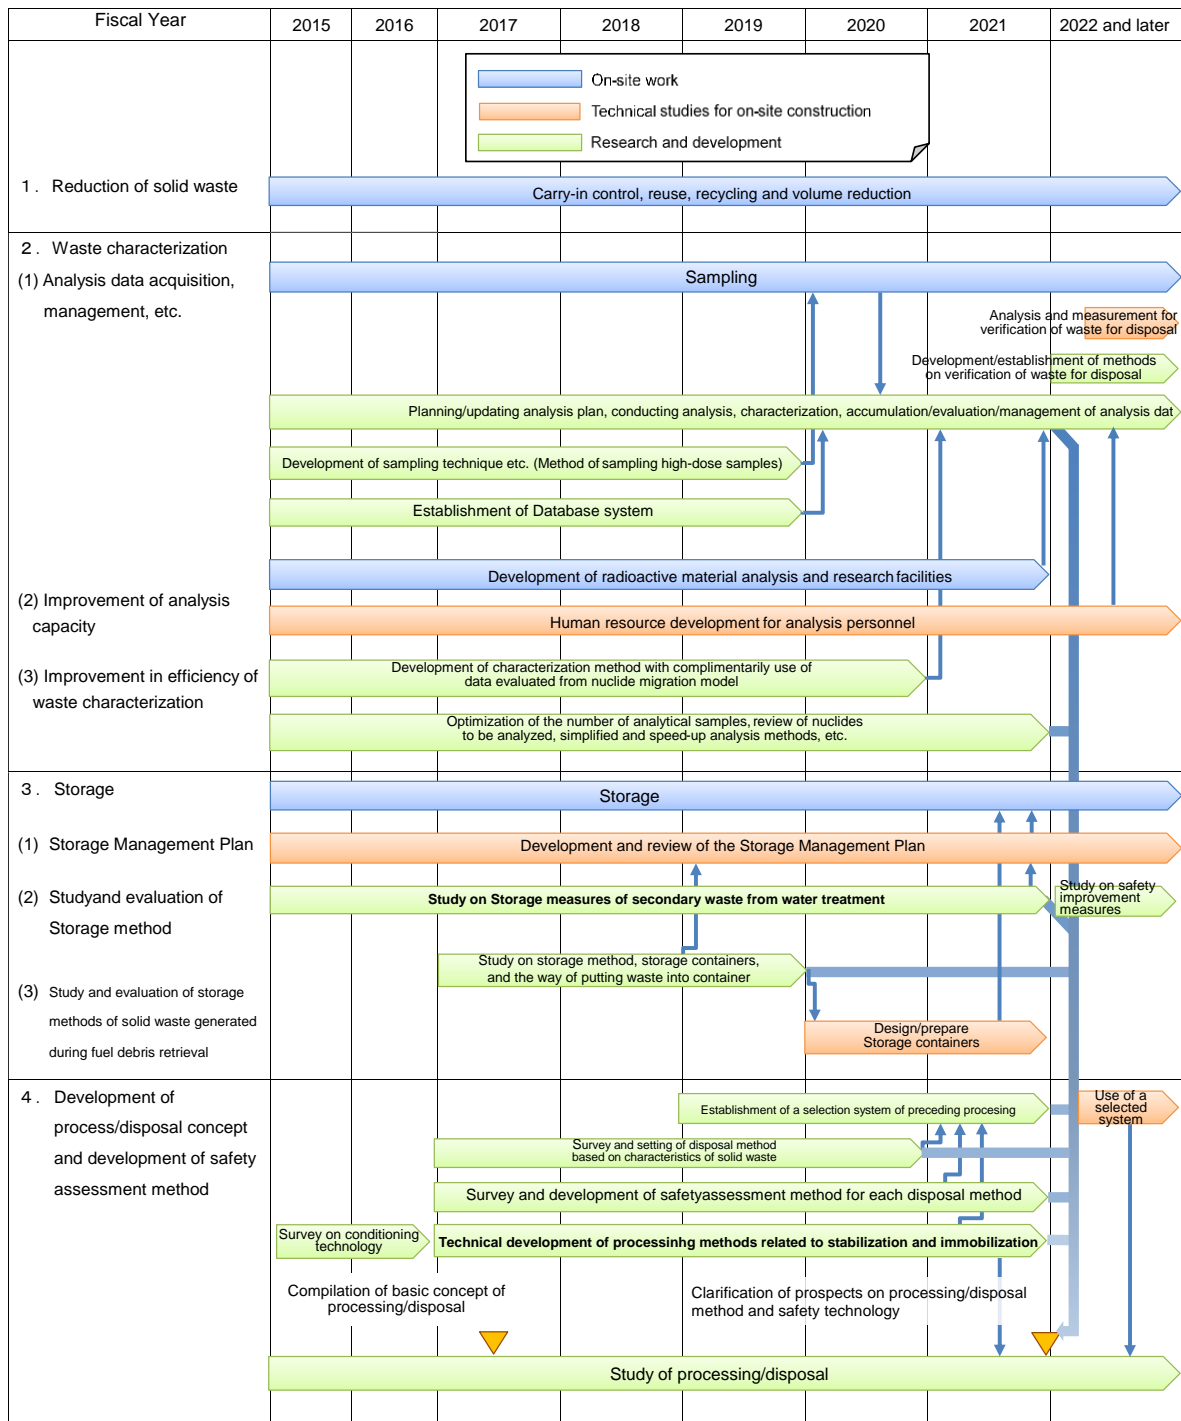 Fiscal Year
2015
2016
2017
2018
2019
2020
2021
2022 and later
On-site work
Technical studies for on-site construction
Research and development
1. Reduction of solid waste
Carry-in control, reuse, recycling and volume reduction
2. Waste characterization
(1) Analysis data acquisition,
management, etc.
Sampling
Analysis and measurement for
verification of waste for disposal
Development/establishment of methods
on verification of waste for disposal
Planning/updating analysis plan, conducting analysis, characterization, accumulation/evaluation/management of analysis dat
Development of sampling technique etc. (Method of sampling high-dose samples)
Establishment of Database system
Development of radioactive material analysis and research facilities
(2) Improvement of analysis
capacity
Human resource development for analysis personnel
(3) Improvement in efficiency of
waste characterization
Development of characterization method with complimentarily use of
data evaluated from nuclide migration model
Optimization of the number of analytical samples, review of nuclides
to be analyzed, simplified and speed-up analysis methods, etc.
3. Storage
Storage
(1) Storage Management Plan
Development and review of the Storage Management Plan
(2) Studyand evaluation of
Storage method
Study on Storage measures of secondary waste from water treatment
Study on safety
improvement
measures
Study on storage method, storage containers,
and the way of putting waste into container
(3) Study and evaluation of storage
methods of solid waste generated
during fuel debris retrieval
Design/prepare
Storage containers
4. Development of
process/disposal concept
and development of safety
assessment method
Establishment of a selection system of preceding procesing
Use of a
selected
system
Survey and setting of disposal method
based on characteristics of solid waste
Survey and development of safetyassessment method for each disposal method
Survey on conditioning
technology
Technical development of processinhg methods related to stabilization and immobilization
Compilation of basic concept of
processing/disposal
Clarification of prospects on processing/disposal
method and safety technology
Study of processing/disposal